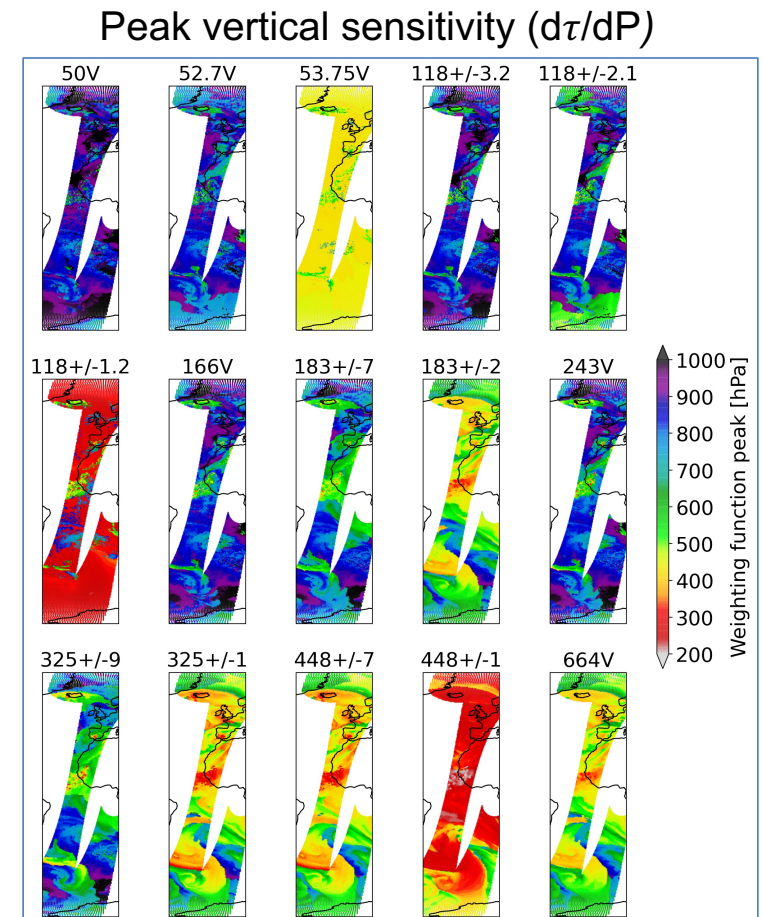 Peak vertical sensitivity (dτ/dP)
50V 52.7V 53.75V 118+/-3.2 118+/-2.1
118+/-1.2 166V 183+/-7 183+/-2 243V
1000
900
800
700
600
500
400
300
200
Weighting function peak [hPa]
325+/-9 325+/-1 448+/-7 448+/-1 664V